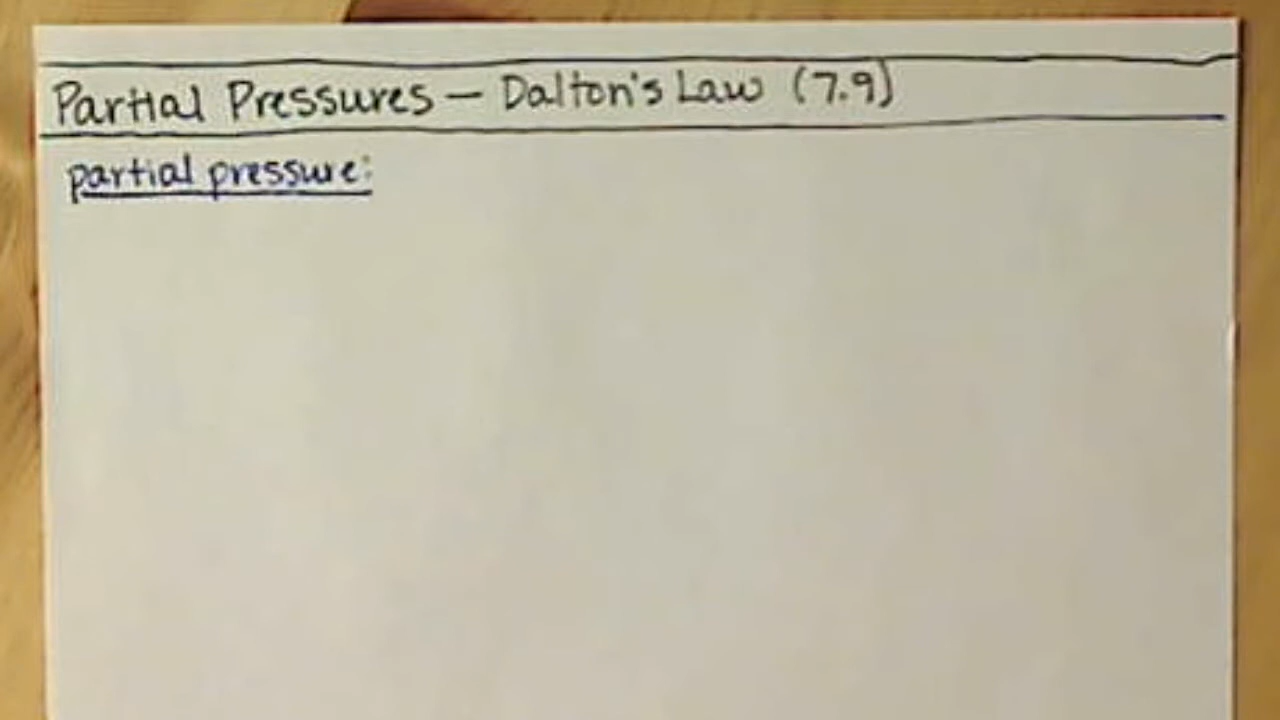 Partial Pressures — Dalton's Law (7.9)
partial pressure: